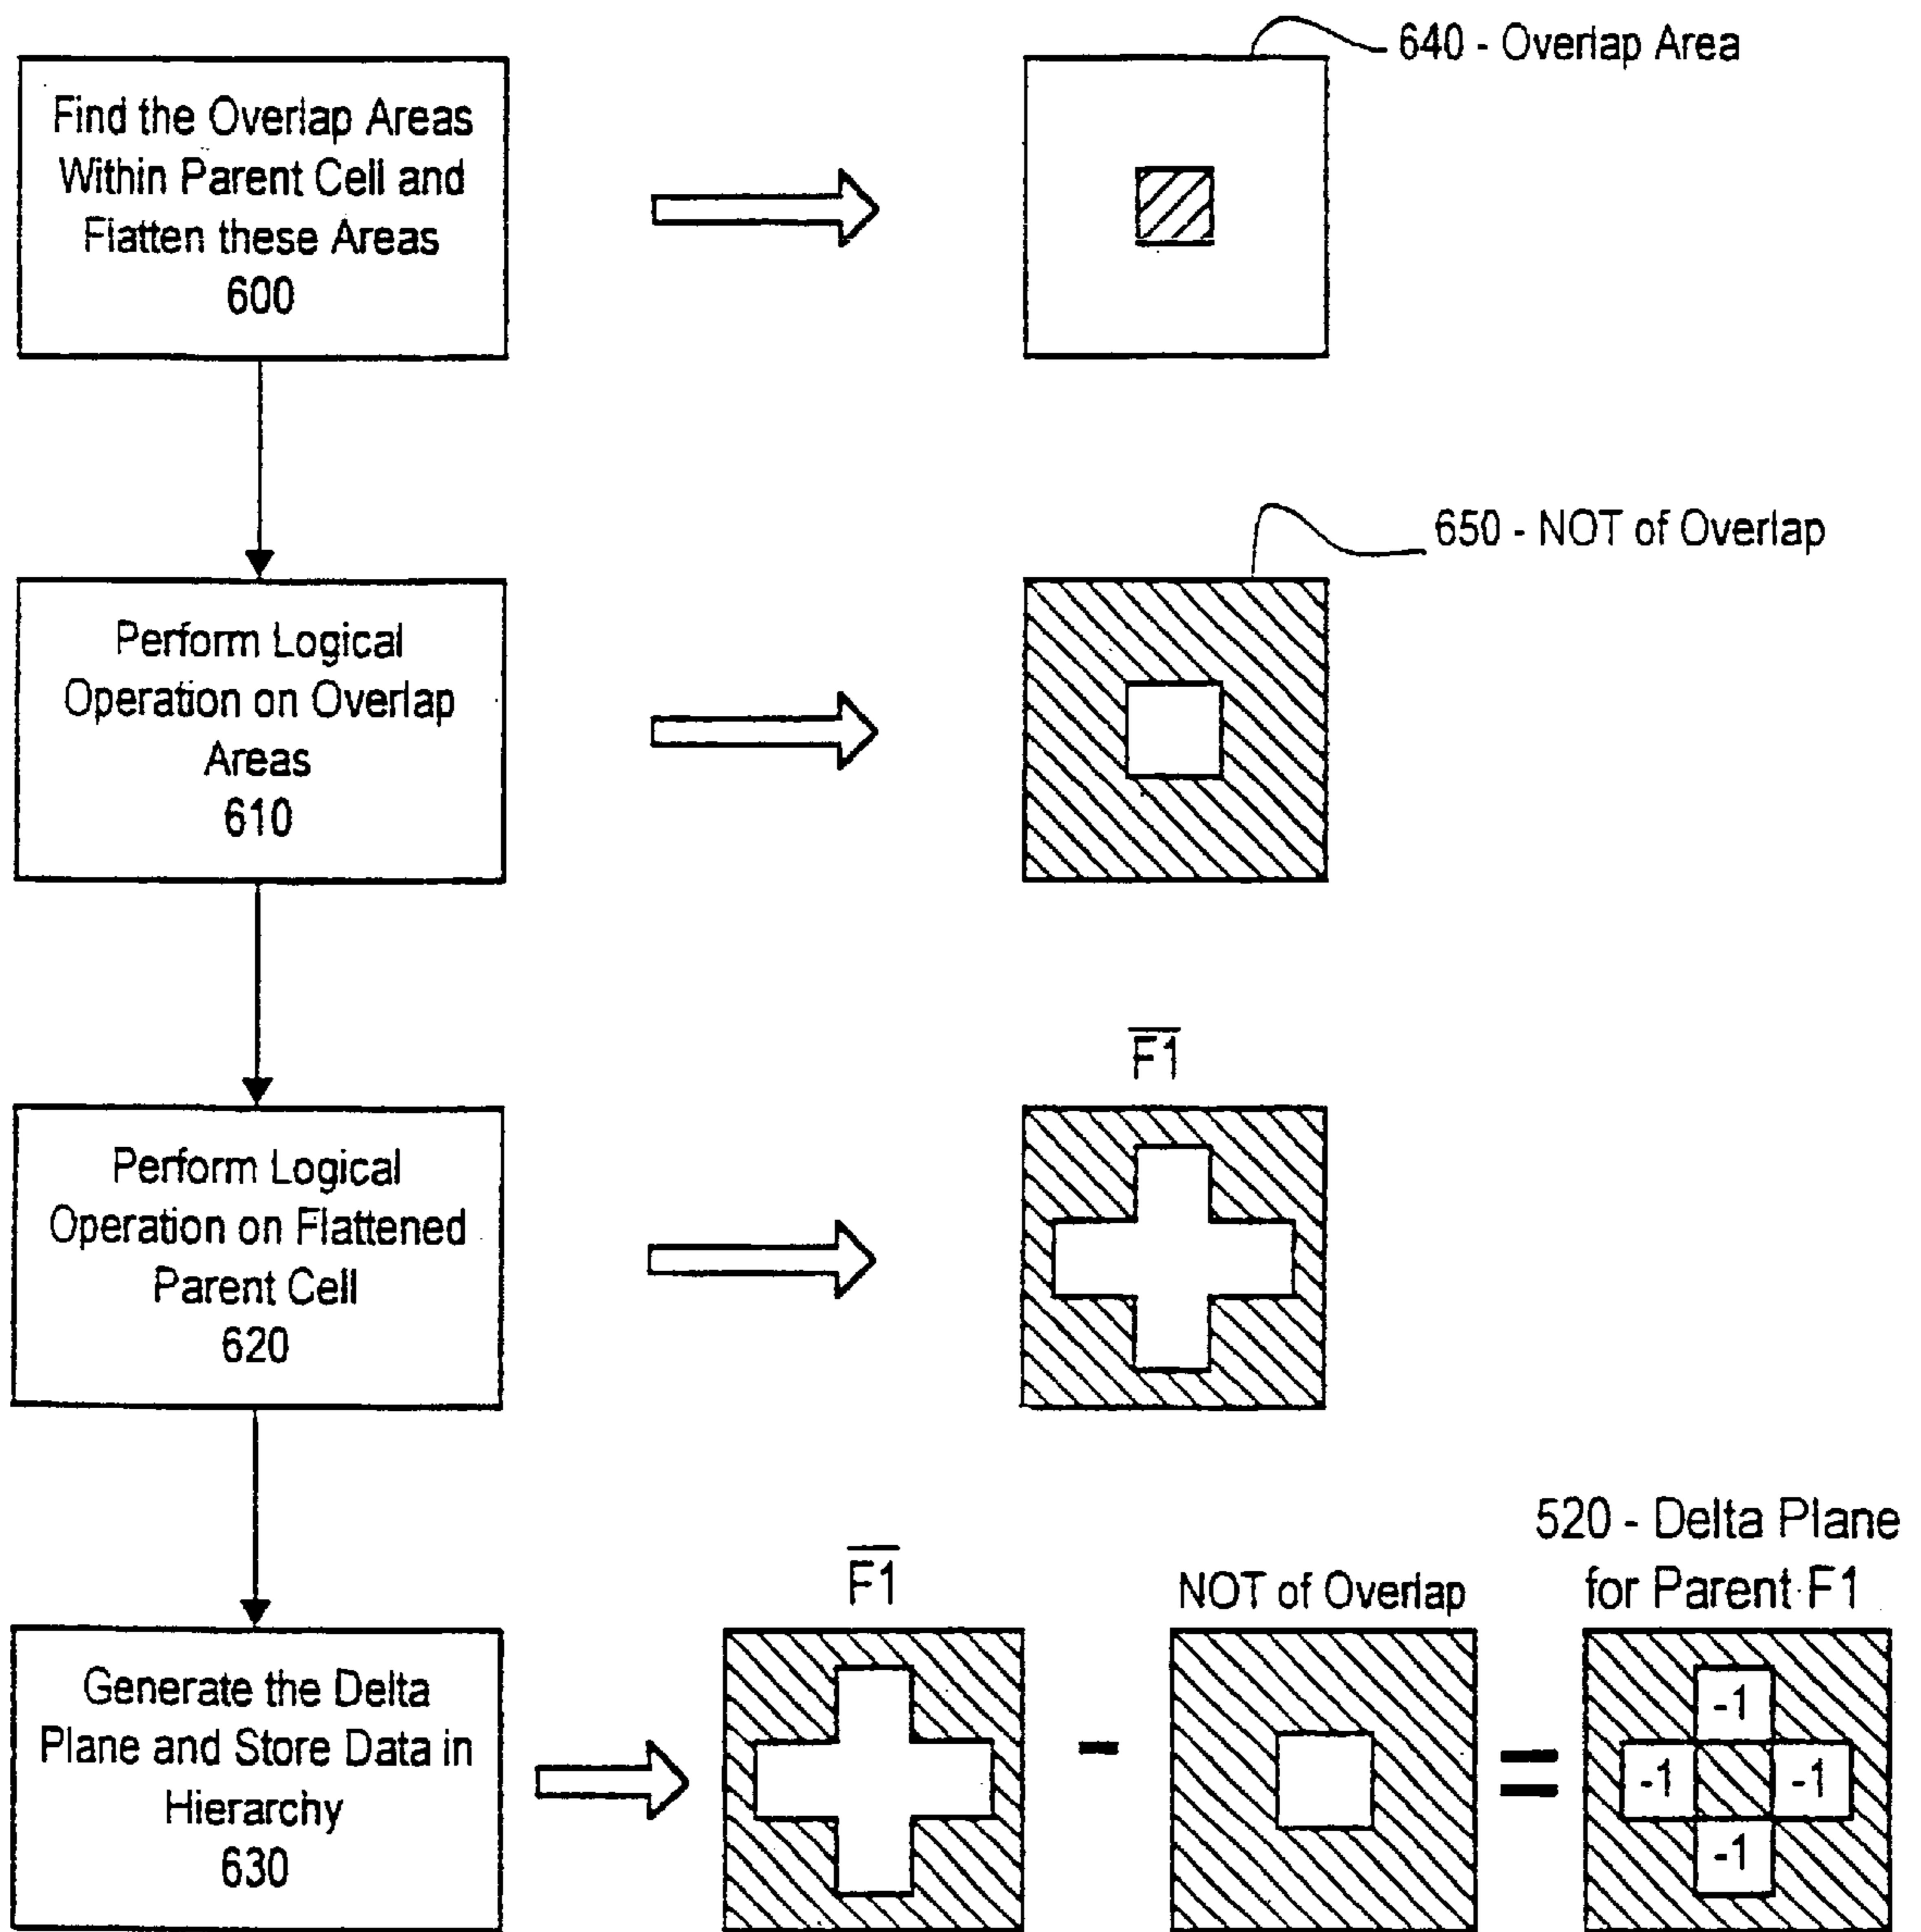 Find the Overlap Areas
Within Parent Cell and
Flatten these Areas
600
640 - Overlap Area
Perform Logical
Operation on Overlap
Areas
610
650 - NOT of Overlap
Perform Logical
Operation on Flattened
Parent Cell
620
F1
Generate the Delta
Plane and Store Data in
Hierarchy
630
F1
-
NOT of Overlap
=
520 - Delta Plane
for Parent F1
-1
-1 -1
-1